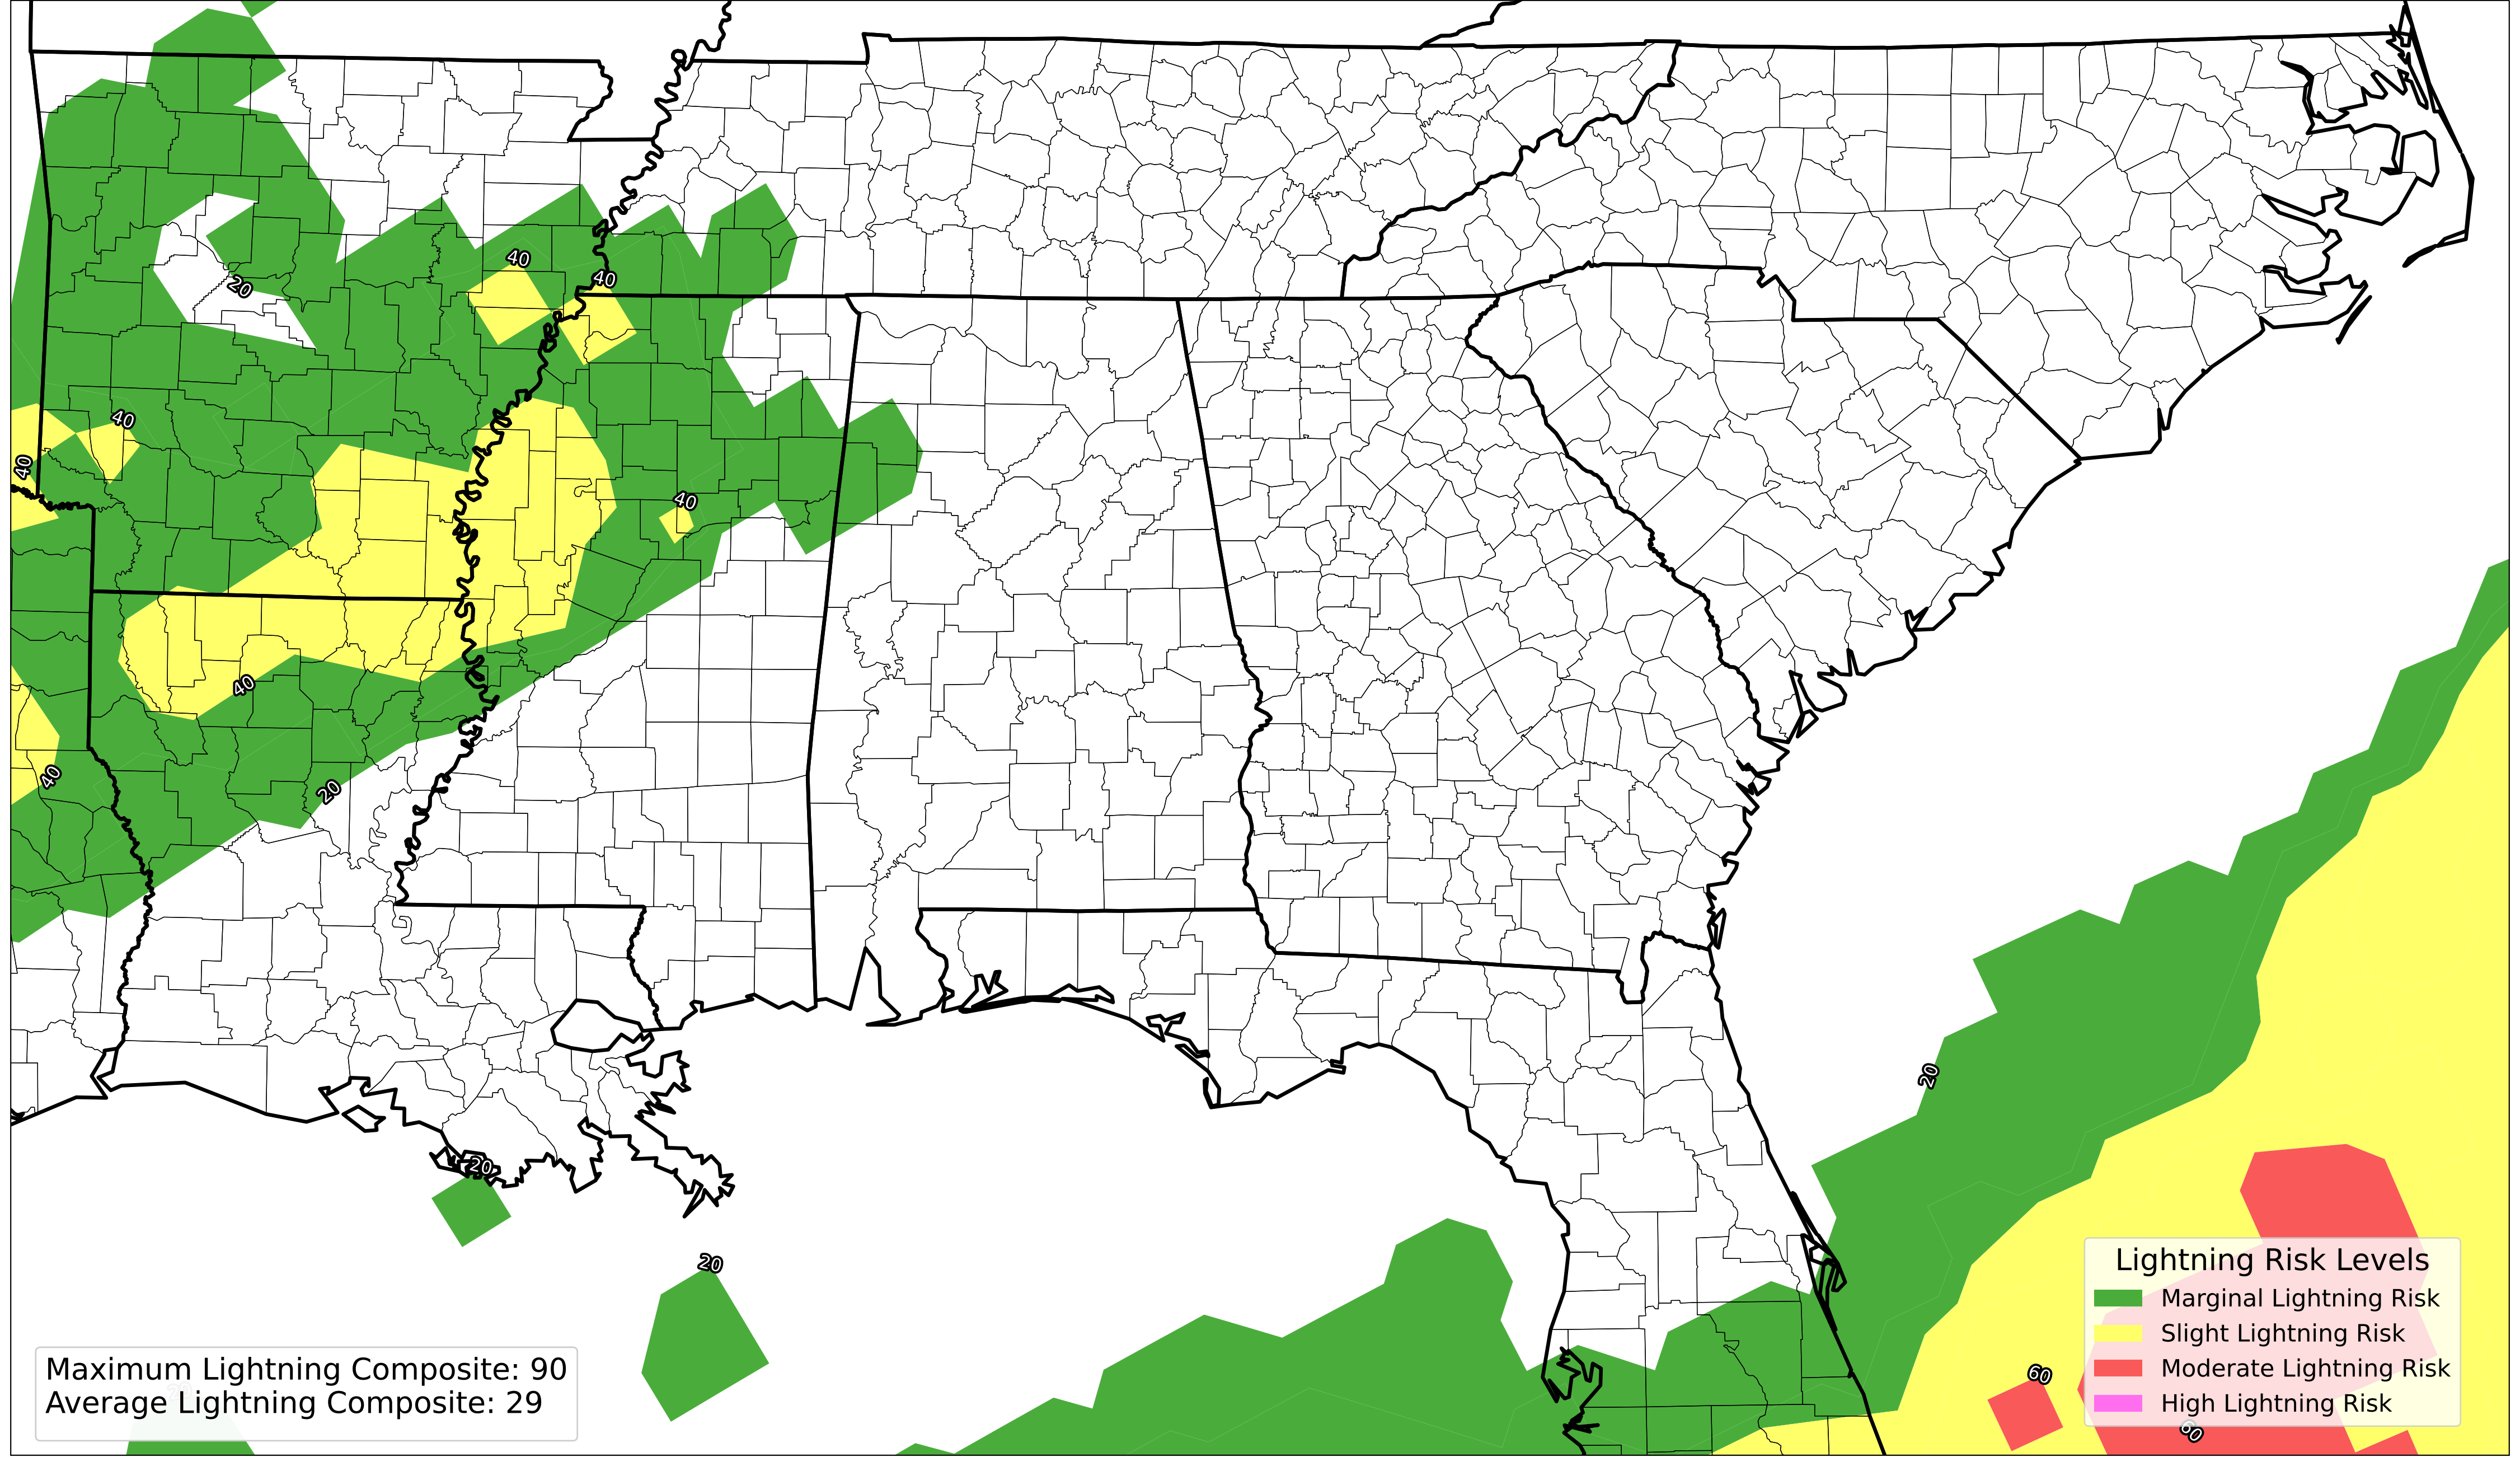 40
40
20
40
40
40
40
40
20
20
20
20
60
60
Lightning Risk Levels
Marginal Lightning Risk
Slight Lightning Risk
Moderate Lightning Risk
High Lightning Risk
Maximum Lightning Composite: 90
Average Lightning Composite: 29